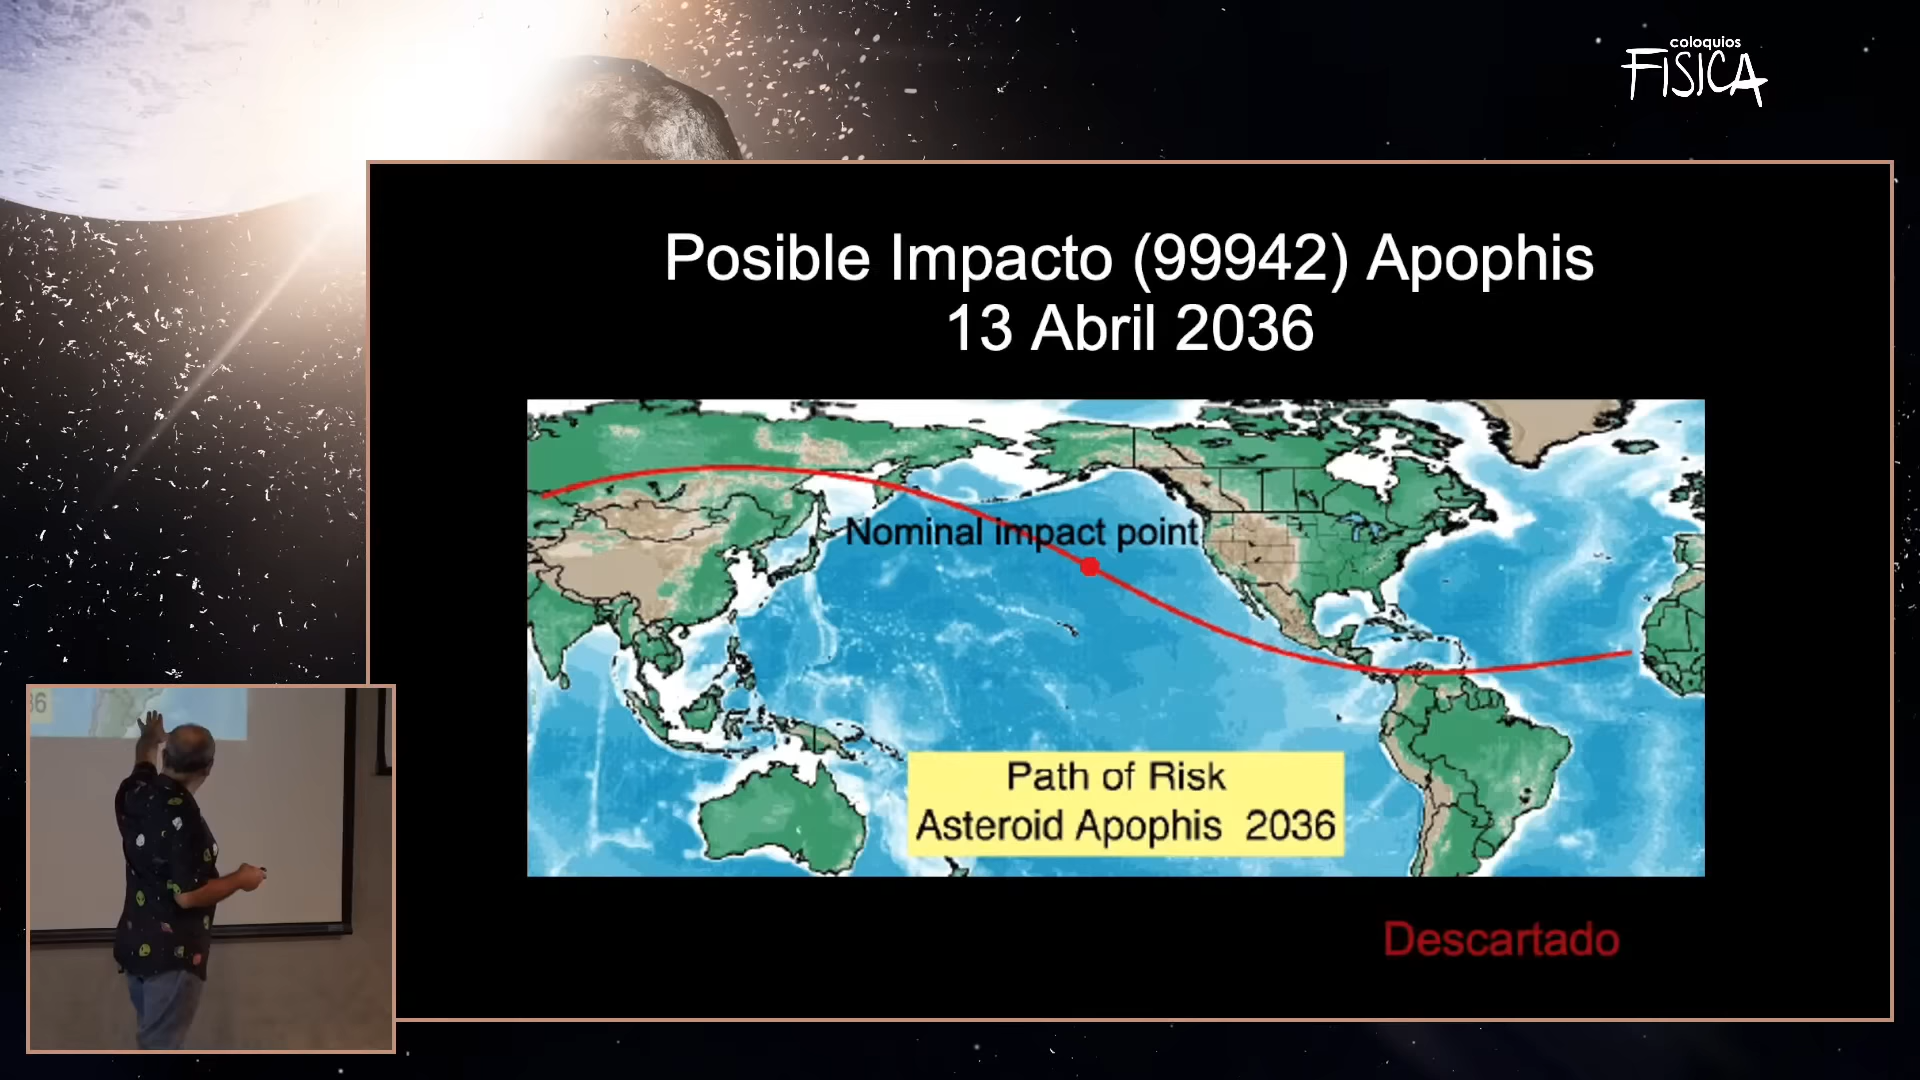 coloquios
FISICA
Posible Impacto (99942) Apophis
13 Abril 2036
Nominal impact point
Path of Risk
Asteroid Apophis 2036
Descartado
36